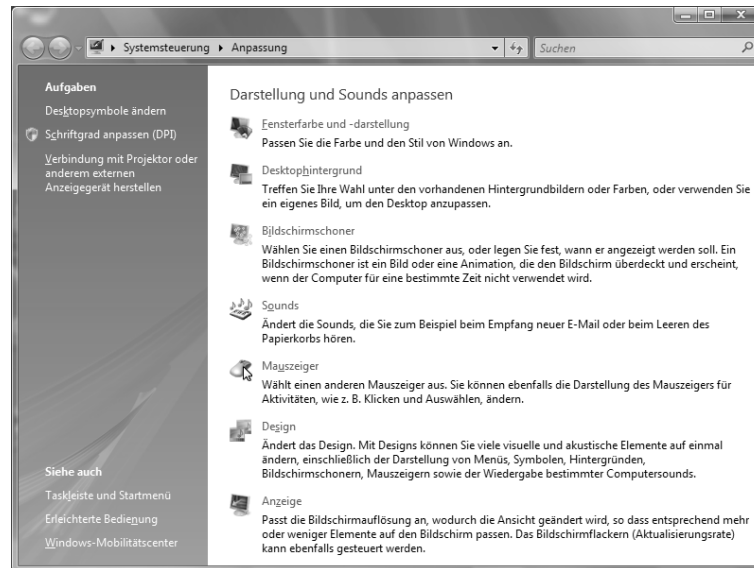 Systemsteuerung ▸ Anpassung
Suchen
Aufgaben
Desktopsymbole ändern
Schriftgrad anpassen (DPI)
Verbindung mit Projektor oder
anderem externen
Anzeigegerät herstellen
Siehe auch
Taskleiste und Startmenü
Erleichterte Bedienung
Windows-Mobilitätscenter
Darstellung und Sounds anpassen
Fensterfarbe und -darstellung
Passen Sie die Farbe und den Stil von Windows an.
Desktophintergrund
Treffen Sie Ihre Wahl unter den vorhandenen Hintergrundbildern oder Farben, oder verwenden Sie
ein eigenes Bild, um den Desktop anzupassen.
Bildschirmschoner
Wählen Sie einen Bildschirmschoner aus, oder legen Sie fest, wann er angezeigt werden soll. Ein
Bildschirmschoner ist ein Bild oder eine Animation, die den Bildschirm überdeckt und erscheint,
wenn der Computer für eine bestimmte Zeit nicht verwendet wird.
Sounds
Ändert die Sounds, die Sie zum Beispiel beim Empfang neuer E-Mail oder beim Leeren des
Papierkorbs hören.
Mauszeiger
Wählt einen anderen Mauszeiger aus. Sie können ebenfalls die Darstellung des Mauszeigers für
Aktivitäten, wie z. B. Klicken und Auswählen, ändern.
Design
Ändert das Design. Mit Designs können Sie viele visuelle und akustische Elemente auf einmal
ändern, einschließlich der Darstellung von Menüs, Symbolen, Hintergründen,
Bildschirmschonern, Mauszeigern sowie der Wiedergabe bestimmter Computersounds.
Anzeige
Passt die Bildschirmauflösung an, wodurch die Ansicht geändert wird, so dass entsprechend mehr
oder weniger Elemente auf den Bildschirm passen. Das Bildschirmflackern (Aktualisierungsrate)
kann ebenfalls gesteuert werden.